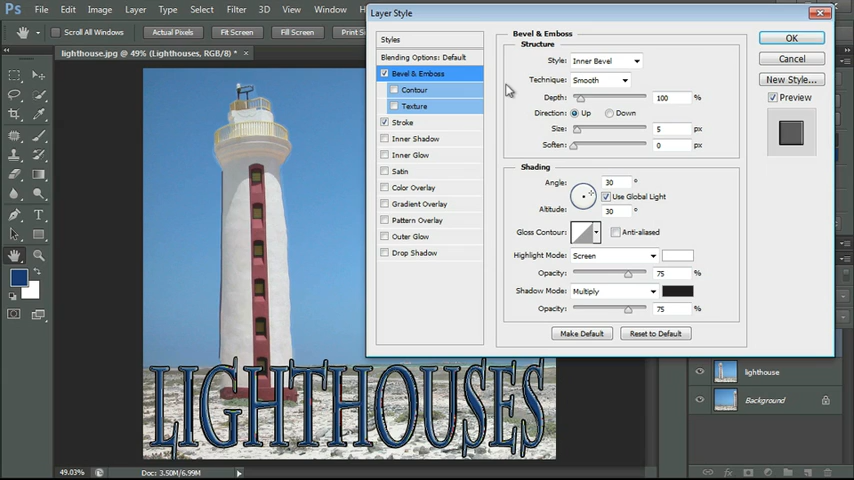 Ps File Edit Image Layer Type Select Filter 3D View Window
Layer Style
Scroll All Windows Actual Pixels Fit Screen Fill Screen
lighthouse.jpg @ 49% (Lighthouses, RGB/8) * ×
Styles
Blending Options: Default
Bevel & Emboss
Contour
Texture
Stroke
Inner Shadow
Inner Glow
Satin
Color Overlay
Gradient Overlay
Pattern Overlay
Outer Glow
Drop Shadow
Bevel & Emboss
Structure
Style: Inner Bevel
Technique: Smooth
Depth: 100 %
Direction: Up Down
Size: 5 px
Soften: 0 px
Shading
Angle: 30 °
Use Global Light
Altitude: 30 °
Gloss Contour: Anti-aliased
Highlight Mode: Screen
Opacity: 75 %
Shadow Mode: Multiply
Opacity: 75 %
Make Default Reset to Default
OK
Cancel
New Style...
Preview
LIGHTHOUSES
lighthouse
Background
49.03% Doc: 3.50M/6.99M